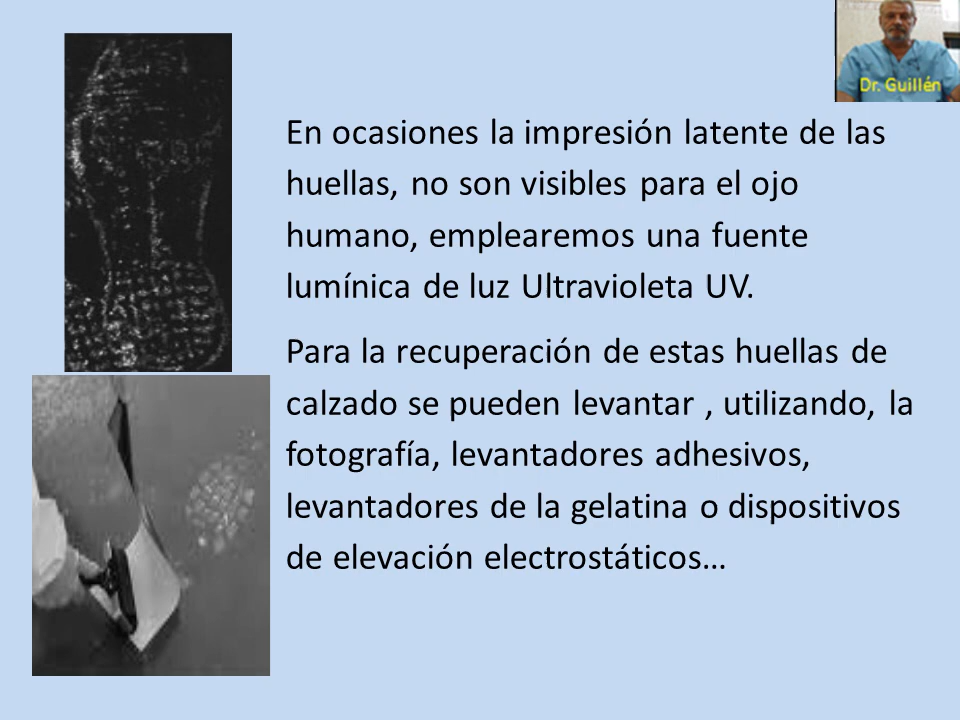 Dr. Guillén
En ocasiones la impresión latente de las
huellas, no son visibles para el ojo
humano, emplearemos una fuente
lumínica de luz Ultravioleta UV.
Para la recuperación de estas huellas de
calzado se pueden levantar , utilizando, la
fotografía, levantadores adhesivos,
levantadores de la gelatina o dispositivos
de elevación electrostáticos…